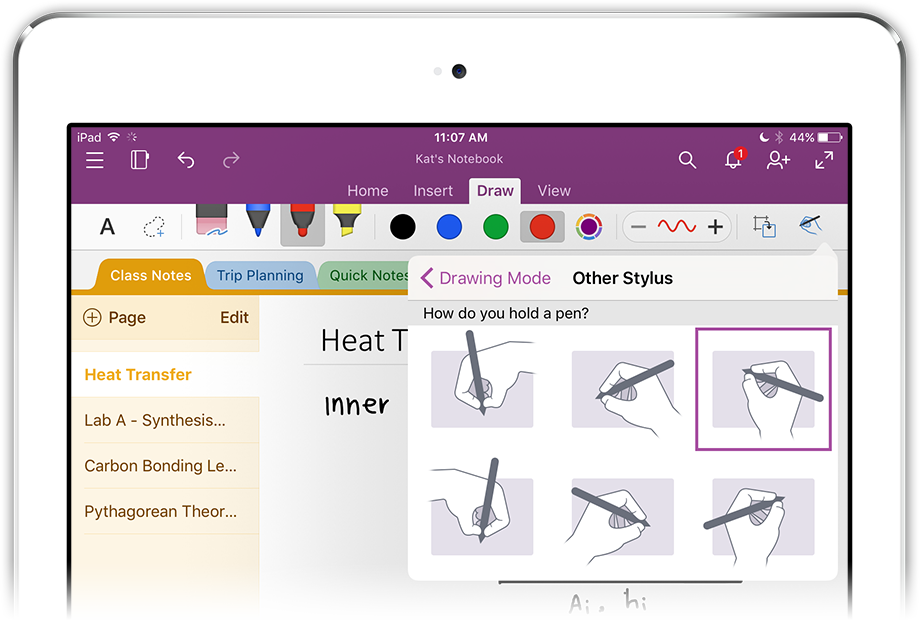 iPad 11:07 AM 44%
Kat's Notebook
1
Home Insert Draw View
A
Class Notes Trip Planning Quick Notes
Drawing Mode Other Stylus
How do you hold a pen?
Page Edit
Heat Transfer
Lab A - Synthesis...
Carbon Bonding Le...
Pythagorean Theor...
Heat T
Inner